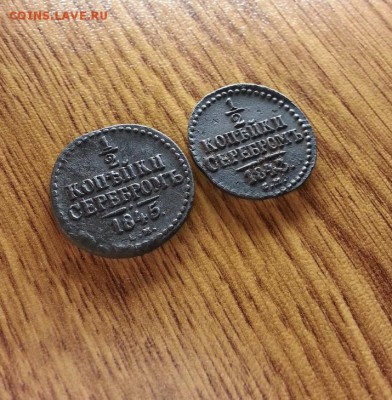 COINS.LAVE.RU
1
2
КОПѢЙКИ
СЕРЕБРОМЪ
1845.
С.М.
1
2
КОПѢЙКИ
СЕРЕБРОМЪ